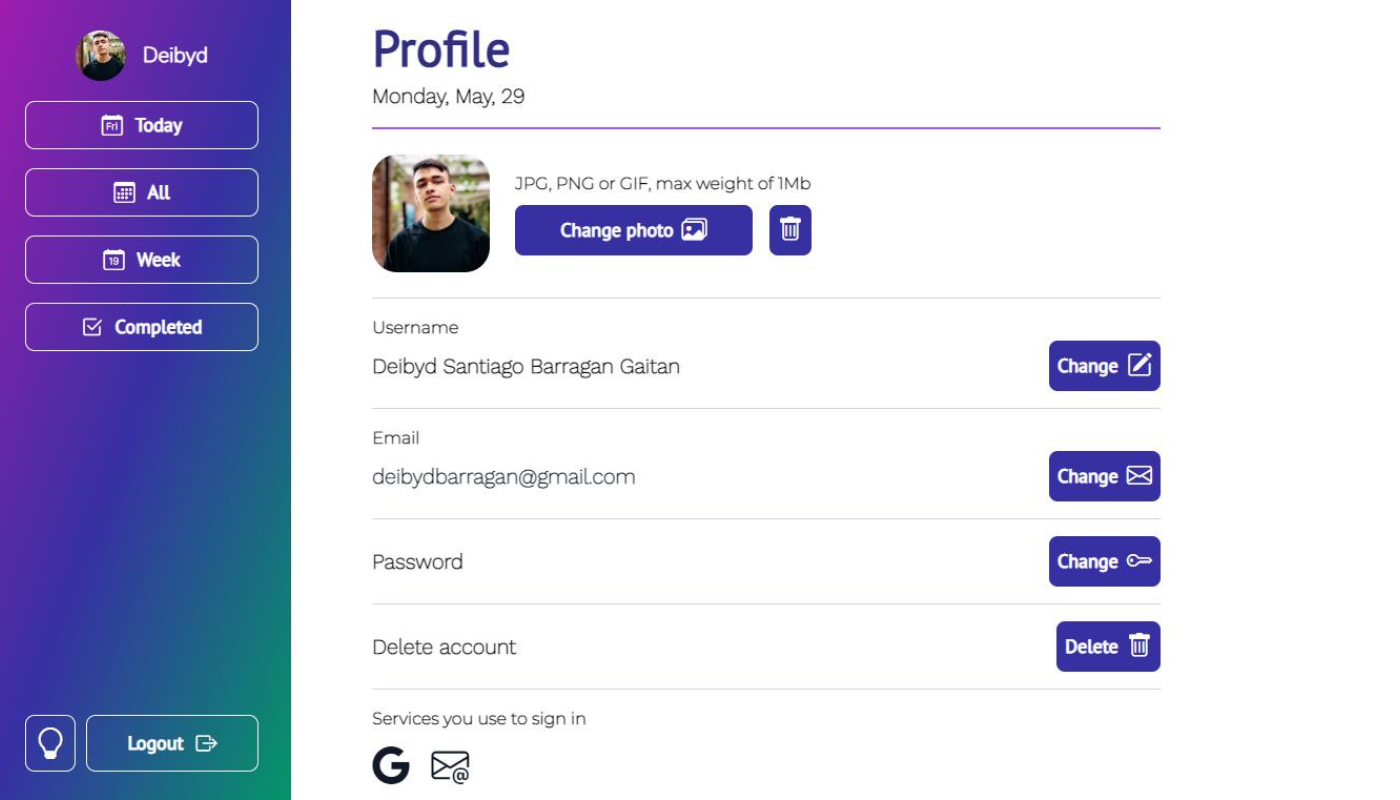 Deibyd
Fri Today
All
19 Week
Completed
Logout
Profile
Monday, May, 29
JPG, PNG or GIF, max weight of 1Mb
Change photo
Username
Deibyd Santiago Barragan Gaitan
Change
Email
deibydbarragan@gmail.com
Change
Password
Change
Delete account
Delete
Services you use to sign in
G
@